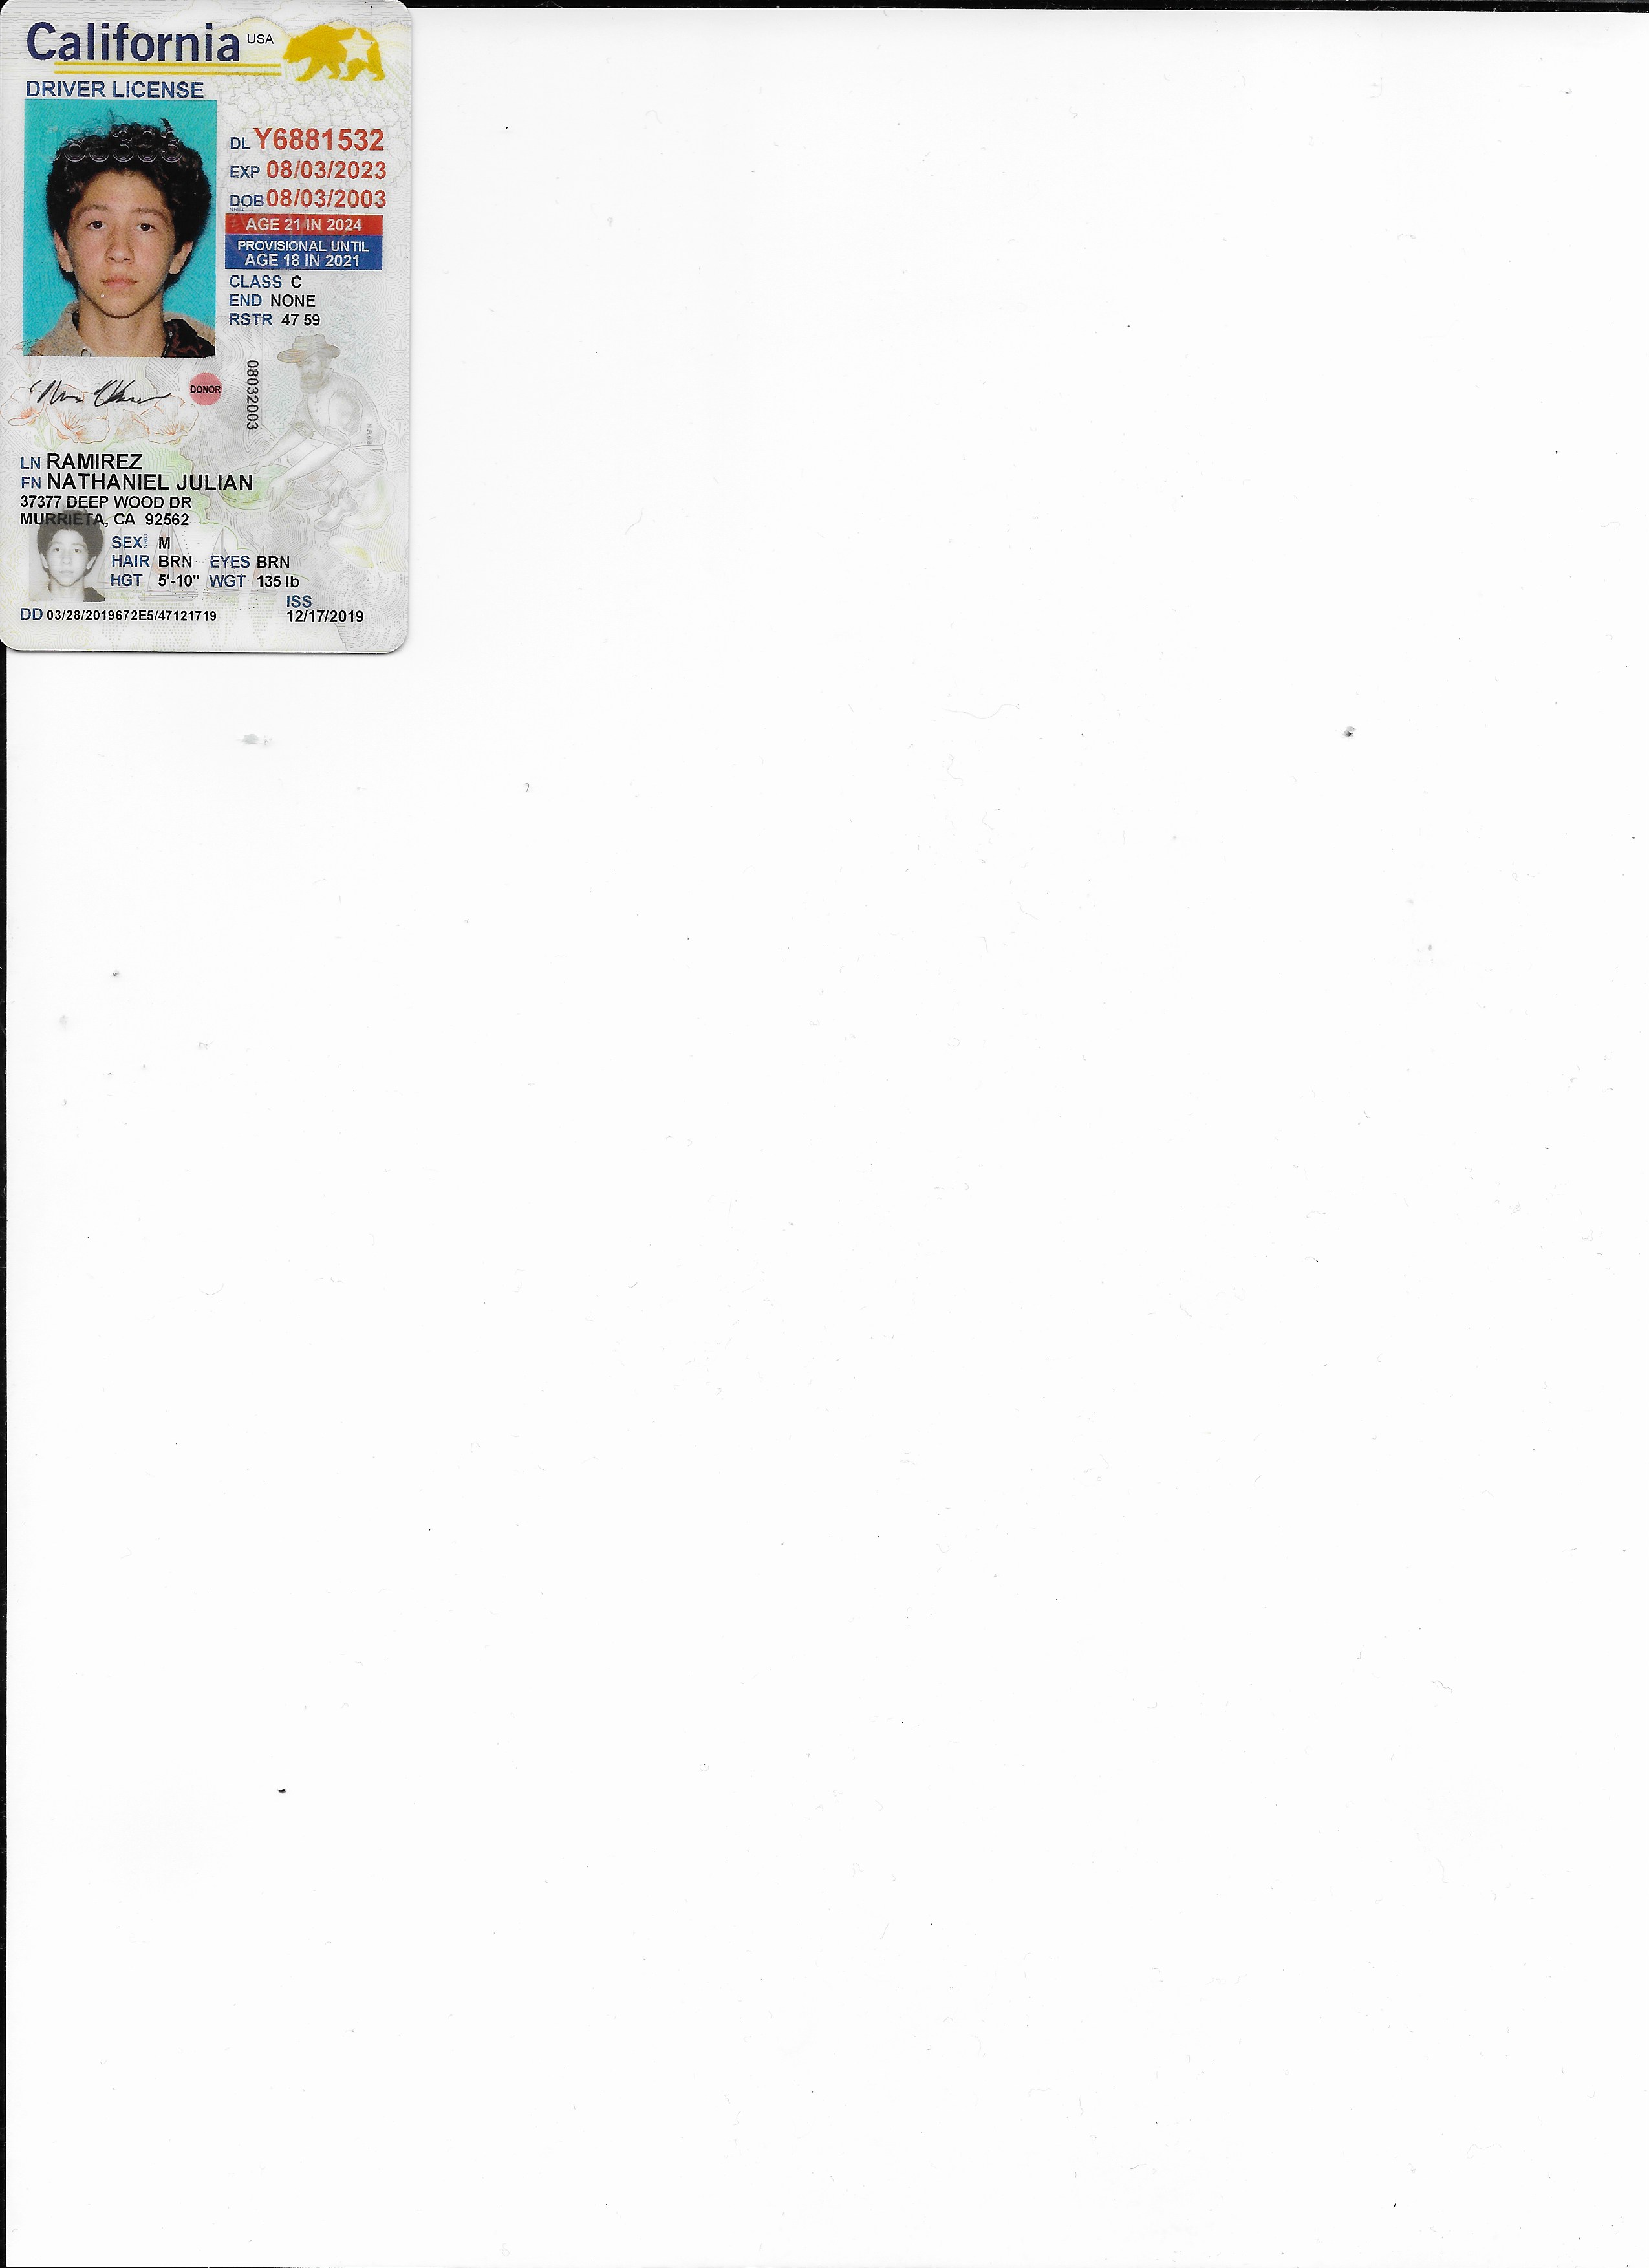 California USA
DRIVER LICENSE
DL Y6881532
EXP 08/03/2023
DOB 08/03/2003
AGE 21 IN 2024
PROVISIONAL UNTIL
AGE 18 IN 2021
CLASS C
END NONE
RSTR 47 59
DONOR
08032003
LN RAMIREZ
FN NATHANIEL JULIAN
37377 DEEP WOOD DR
MURRIETA, CA 92562
SEX M
HAIR BRN EYES BRN
HGT 5'-10" WGT 135 lb
ISS
DD 03/28/2019672E5/47121719 12/17/2019